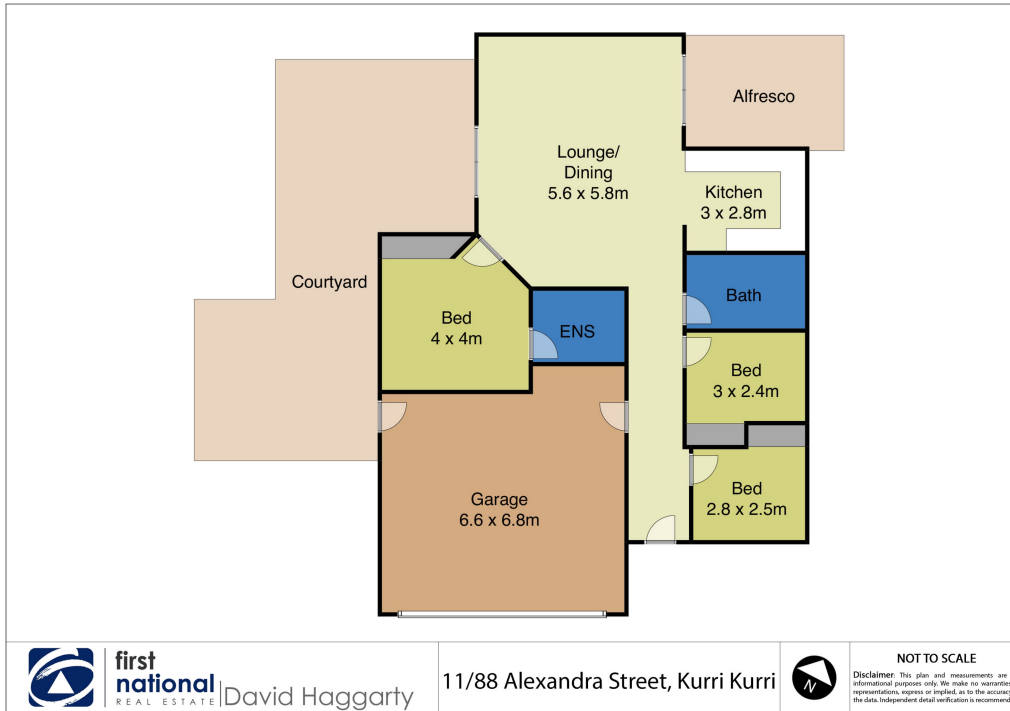 Alfresco
Lounge/
Dining
5.6 x 5.8m
Kitchen
3 x 2.8m
Courtyard
Bed
4 x 4m
ENS
Bath
Bed
3 x 2.4m
Garage
6.6 x 6.8m
Bed
2.8 x 2.5m
first
national
REAL ESTATE
David Haggarty
11/88 Alexandra Street, Kurri Kurri
N
NOT TO SCALE
Disclaimer: This plan and measurements are
informational purposes only. We make no warranties
representations, express or implied, as to the accuracy
the data. Independent detail verification is recommend